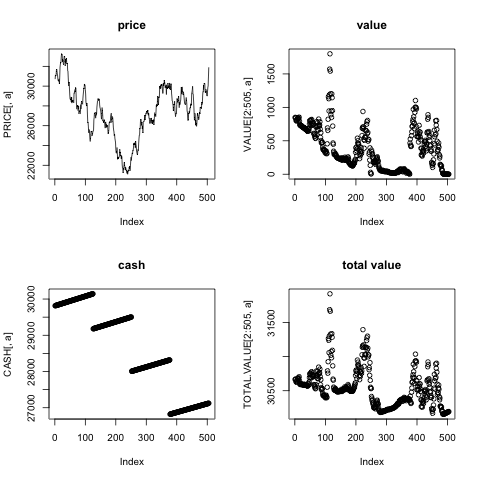 price
PRICE[, a]
22000 26000 30000
0 100 200 300 400 500
Index
value
VALUE[2:505, a]
0 500 1000 1500
0 100 200 300 400 500
Index
cash
CASH[, a]
27000 28000 29000 30000
0 100 200 300 400 500
Index
total value
TOTAL.VALUE[2:505, a]
30500 31500
0 100 200 300 400 500
Index